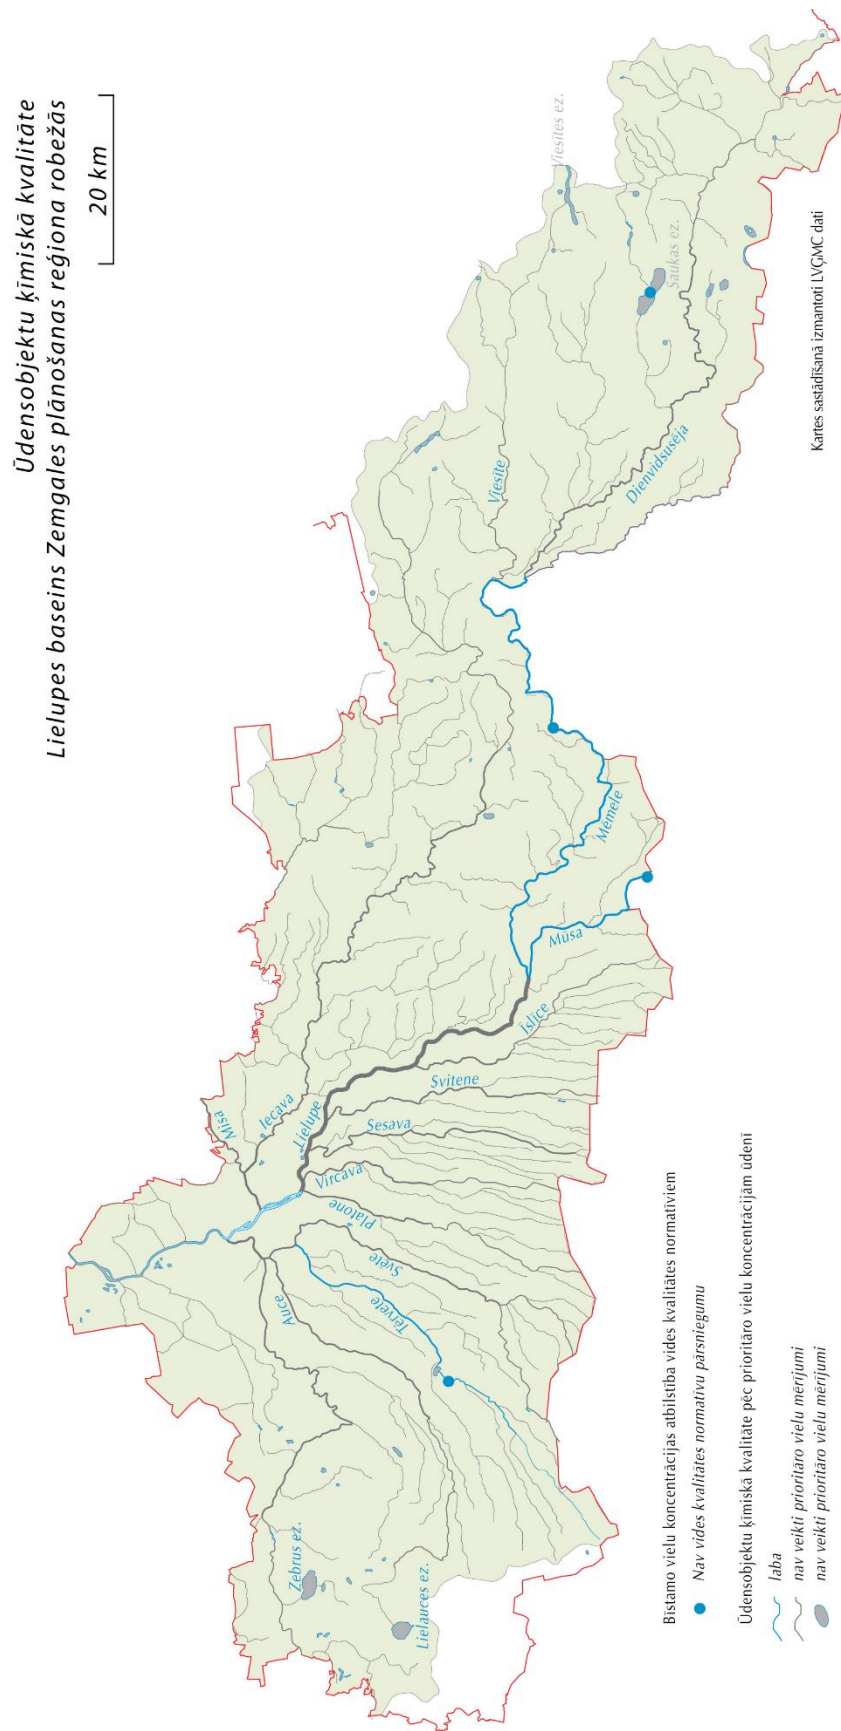 Ūdensobjektu ķīmiskā kvalitāte
Lielupes baseins Zemgales plānošanas reģiona robežās
20 km
Zebrus ez.
Lielauces ez.
Auce
Tērvete
Svēte
Platone
Vircava
Misa
Iecava
Lielupe
Sesava
Svitene
Īslīce
Mūsa
Mēmele
Viesīte
Dienvidsusēja
Viesītes ez.
Saukas ez.
Bīstamo vielu koncentrācijas atbilstība vides kvalitātes normatīviem
Nav vides kvalitātes normatīvu pārsniegumu
Ūdensobjektu ķīmiskā kvalitāte pēc prioritāro vielu koncentrācijām ūdenī
laba
nav veikti prioritāro vielu mērījumi
nav veikti prioritāro vielu mērījumi
Kartes sastādīšanā izmantoti LVĢMC dati